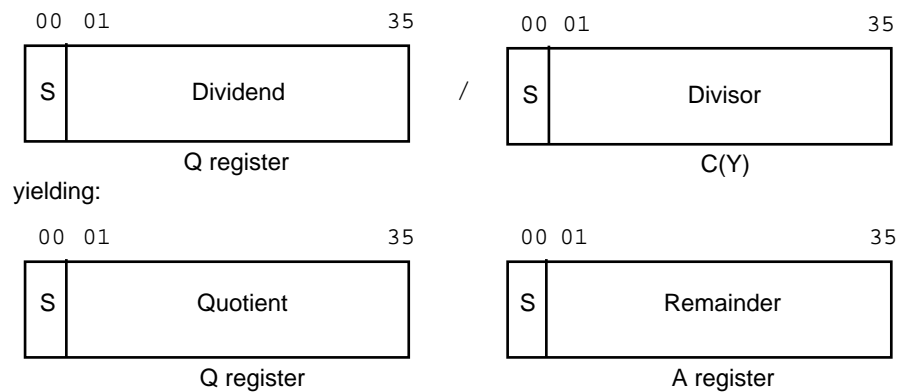 00 01 35 00 01 35
S Dividend / S Divisor
Q register C(Y)
yielding:
00 01 35 00 01 35
S Quotient S Remainder
Q register A register